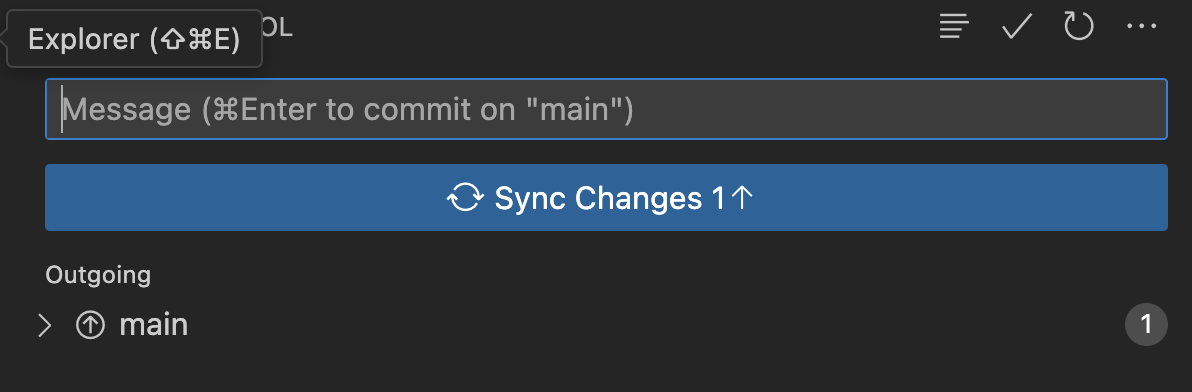 Explorer (⇧⌘E)
OL
Message (⌘Enter to commit on "main")
Sync Changes 1↑
Outgoing
main
1